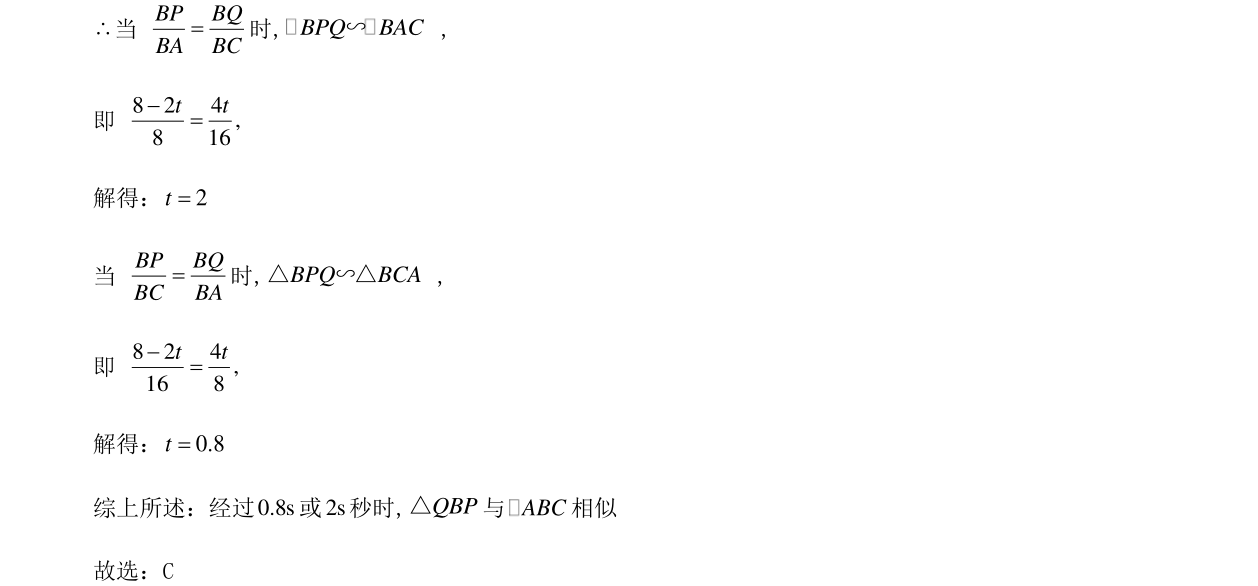 ∴当 BP/BA = BQ/BC 时, □BPQ∽□BAC ,
即 (8−2t)/8 = 4t/16,
解得: t = 2
当 BP/BC = BQ/BA 时, △BPQ∽△BCA ,
即 (8−2t)/16 = 4t/8,
解得: t = 0.8
综上所述: 经过0.8s或2s秒时, △QBP与□ABC相似
故选: C